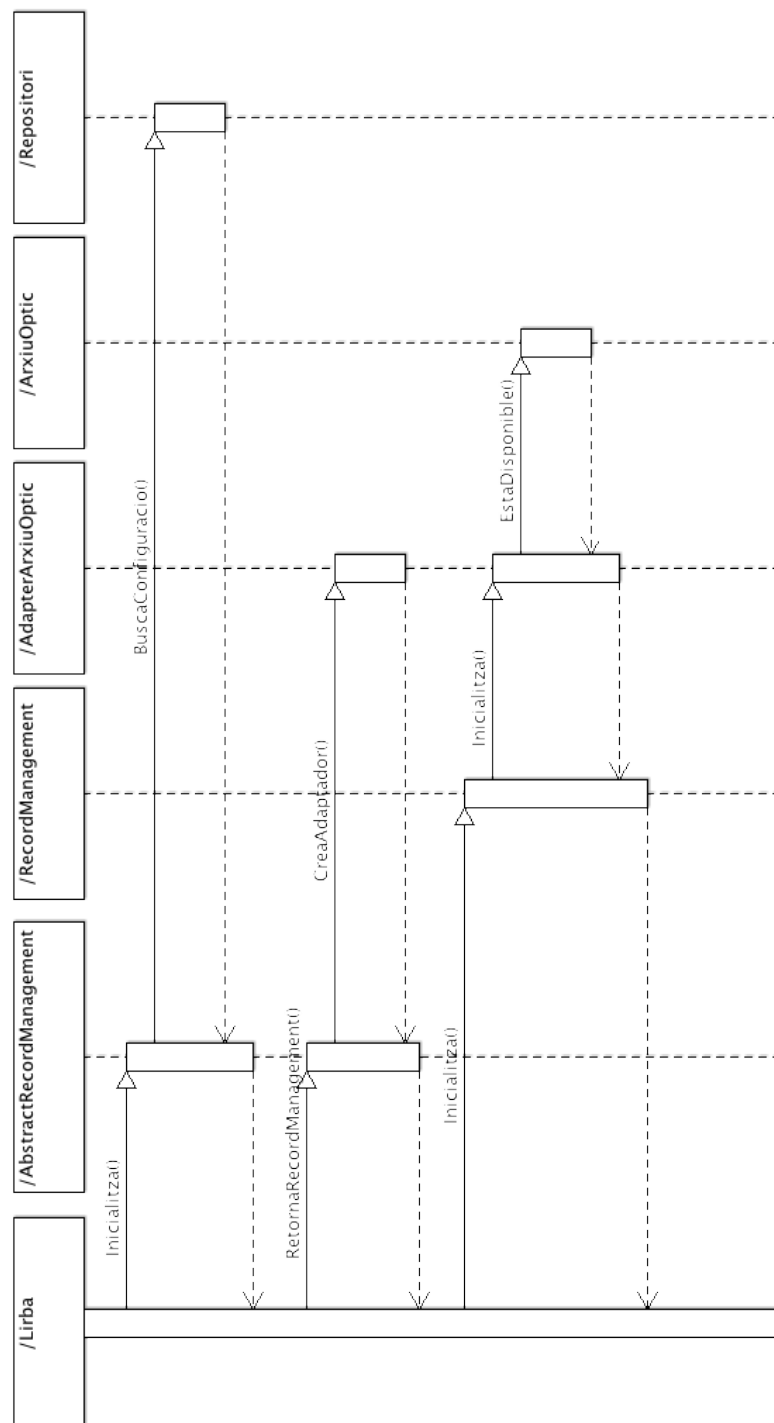 /Lirba
/AbstractRecordManagement
/RecordManagement
/AdapterArxiuOptic
/ArxiuOptic
/Repositori
Inicialitza()
BuscaConfiguracio()
RetornaRecordManagement()
CreaAdaptador()
Inicialitza()
Inicialitza()
EstaDisponible()